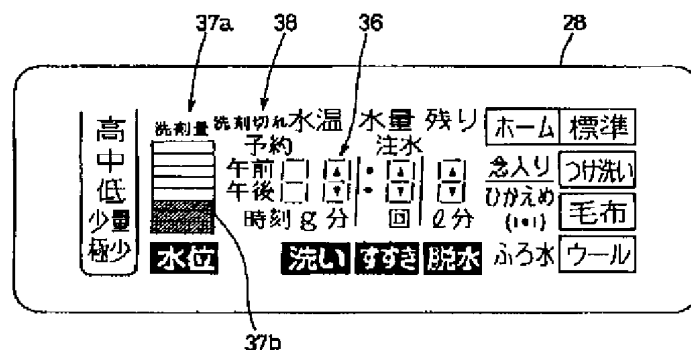 37a 38 36 28
洗剤量 洗剤切れ 水温 水量 残り ホーム 標準
高 予約 注水
中 午前 念入り つけ洗い
低 午後 ひかえめ
少量 時刻 g 分 回 ℓ分 毛布
極少 水位 洗い すすぎ 脱水 ふろ水 ウール
37b